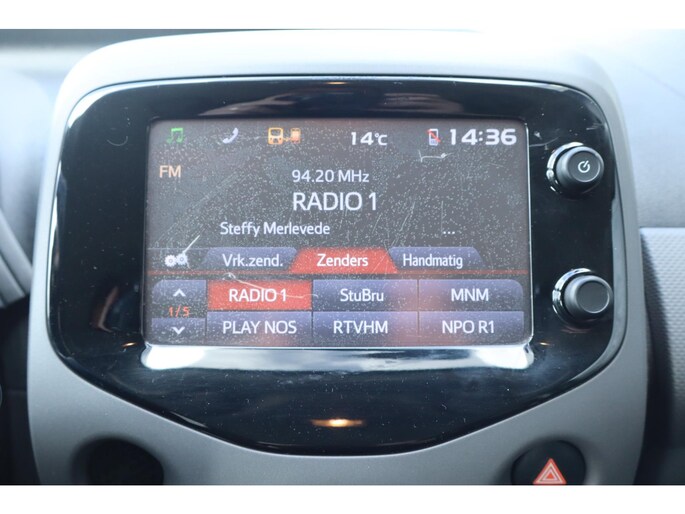 14°C 14:36
FM
94.20 MHz
RADIO 1
Steffy Merlevede ...
Vrk.zend. Zenders Handmatig
RADIO 1 StuBru MNM
1/5
PLAY NOS RTVHM NPO R1